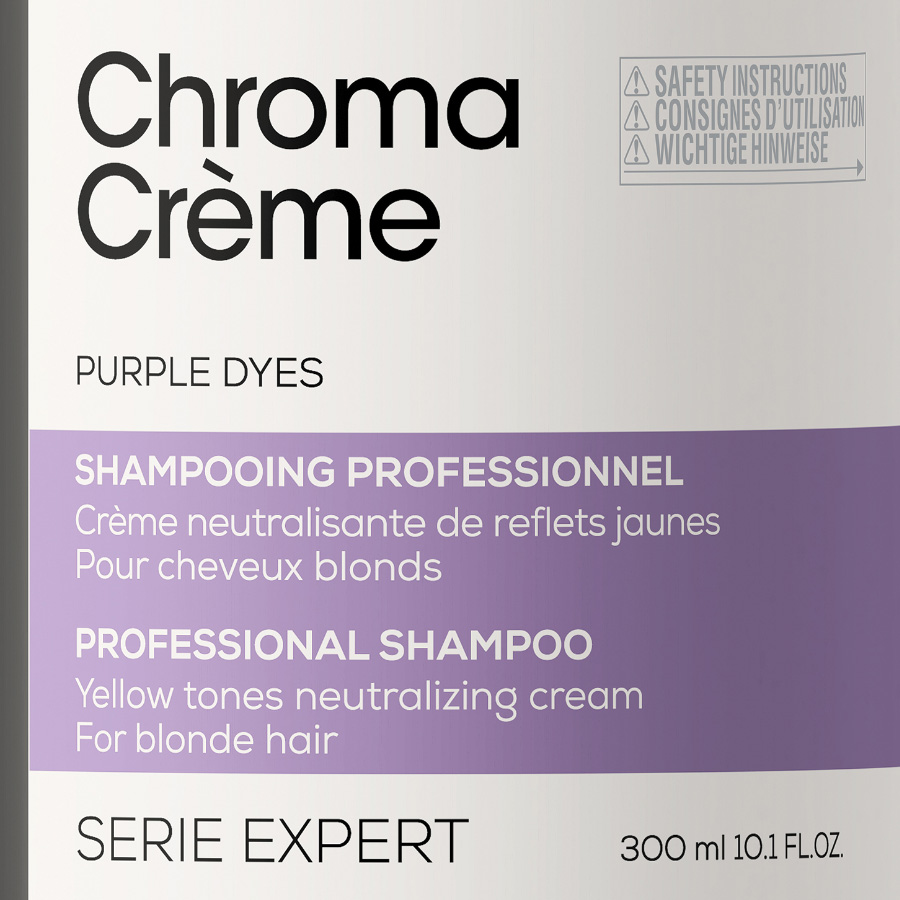 Chroma
Crème
SAFETY INSTRUCTIONS
CONSIGNES D'UTILISATION
WICHTIGE HINWEISE
PURPLE DYES
SHAMPOOING PROFESSIONNEL
Crème neutralisante de reflets jaunes
Pour cheveux blonds
PROFESSIONAL SHAMPOO
Yellow tones neutralizing cream
For blonde hair
SERIE EXPERT
300 ml 10.1 FL.OZ.